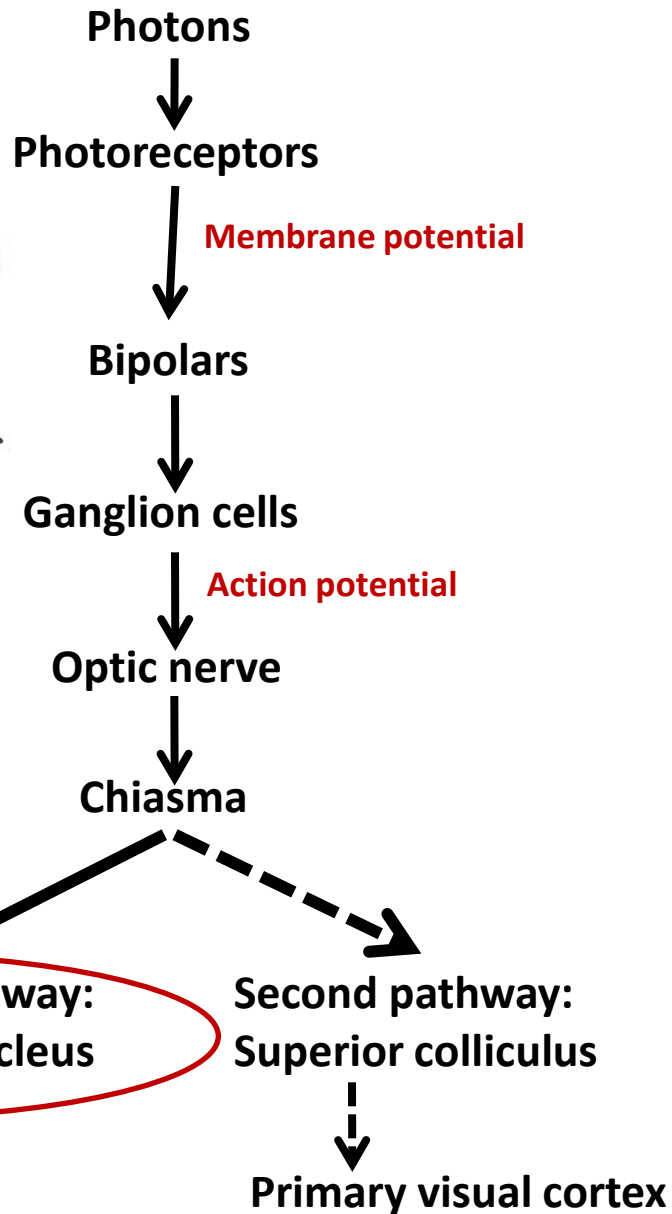 Photons
Photoreceptors
Membrane potential
Bipolars
Ganglion cells
Action potential
Optic nerve
Chiasma
way:
cleus
Second pathway:
Superior colliculus
Primary visual cortex